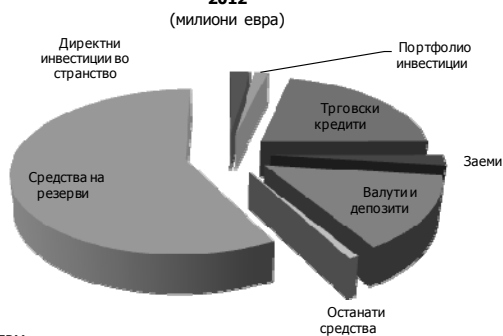 2012
(милиони евра)
Директни
инвестиции во
странство
Портфолио
инвестиции
Трговски
кредити
Заеми
Средства на
резерви
Валути и
депозити
Останати
средства